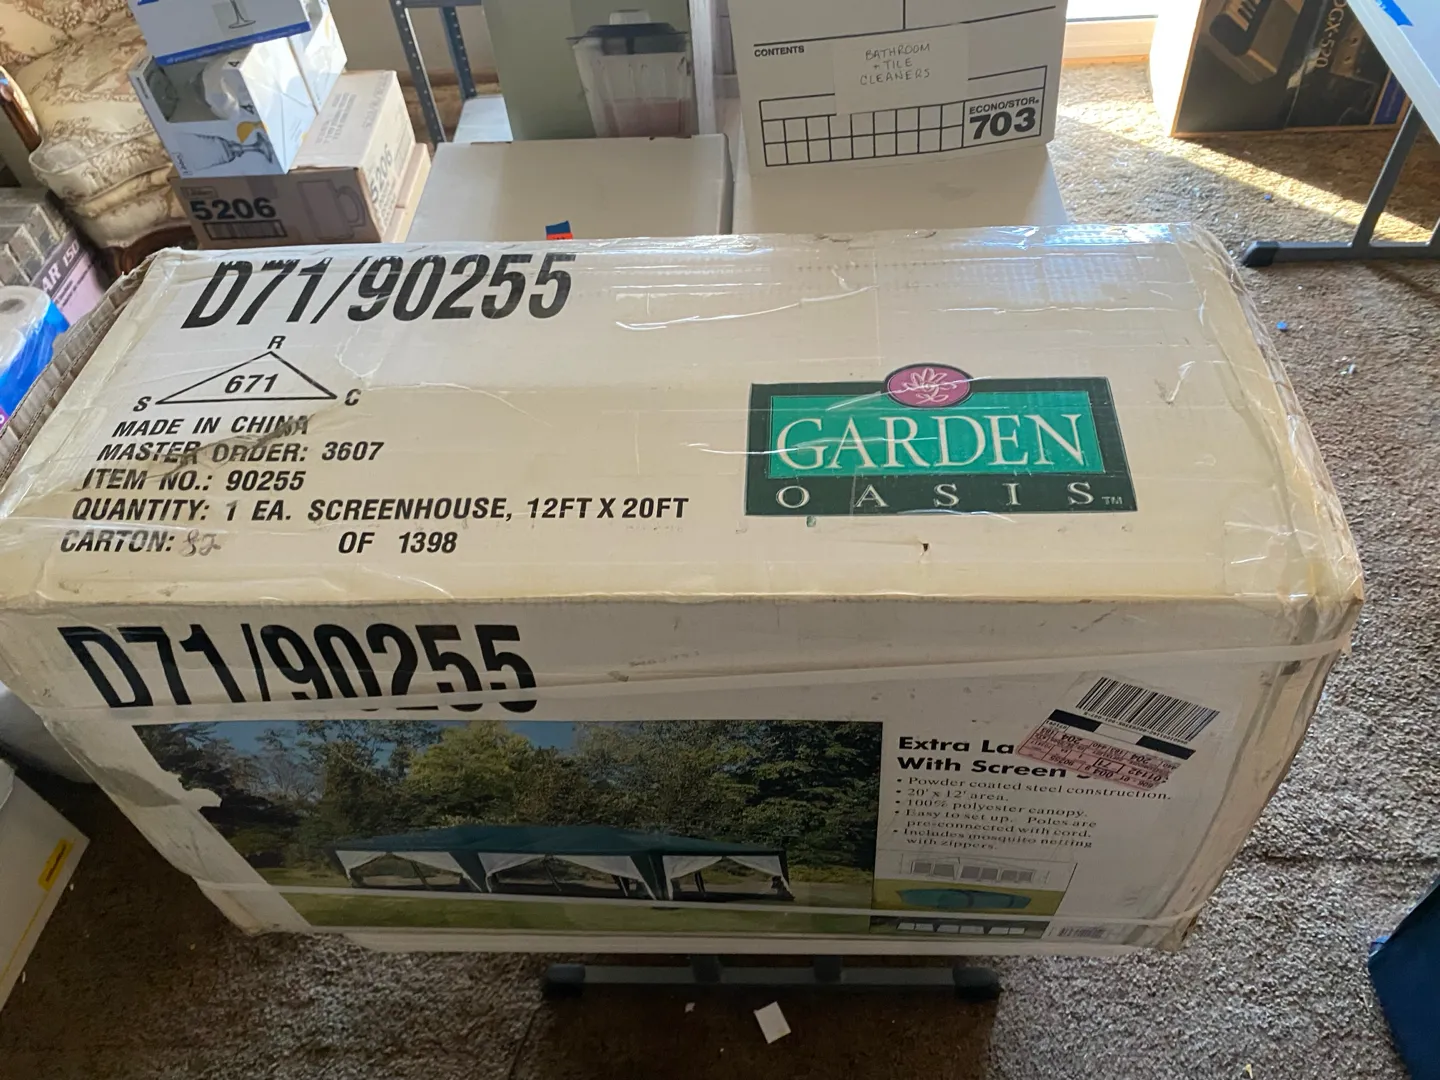 CONTENTS
BATHROOM
+ TILE
CLEANERS
ECONO/STOR®
703
5206
5206
D71/90255
R
671
S C
MADE IN CHINA
MASTER ORDER: 3607
ITEM NO.: 90255
QUANTITY: 1 EA. SCREENHOUSE, 12FT X 20FT
CARTON: 82 OF 1398
GARDEN
OASIS™
D71/90255
Extra La
With Screen
• Powder coated steel construction.
• 20' x 12' area.
• 100% polyester canopy.
• Easy to set up. Poles are
pre-connected with cord.
• Includes mosquito netting
with zippers.